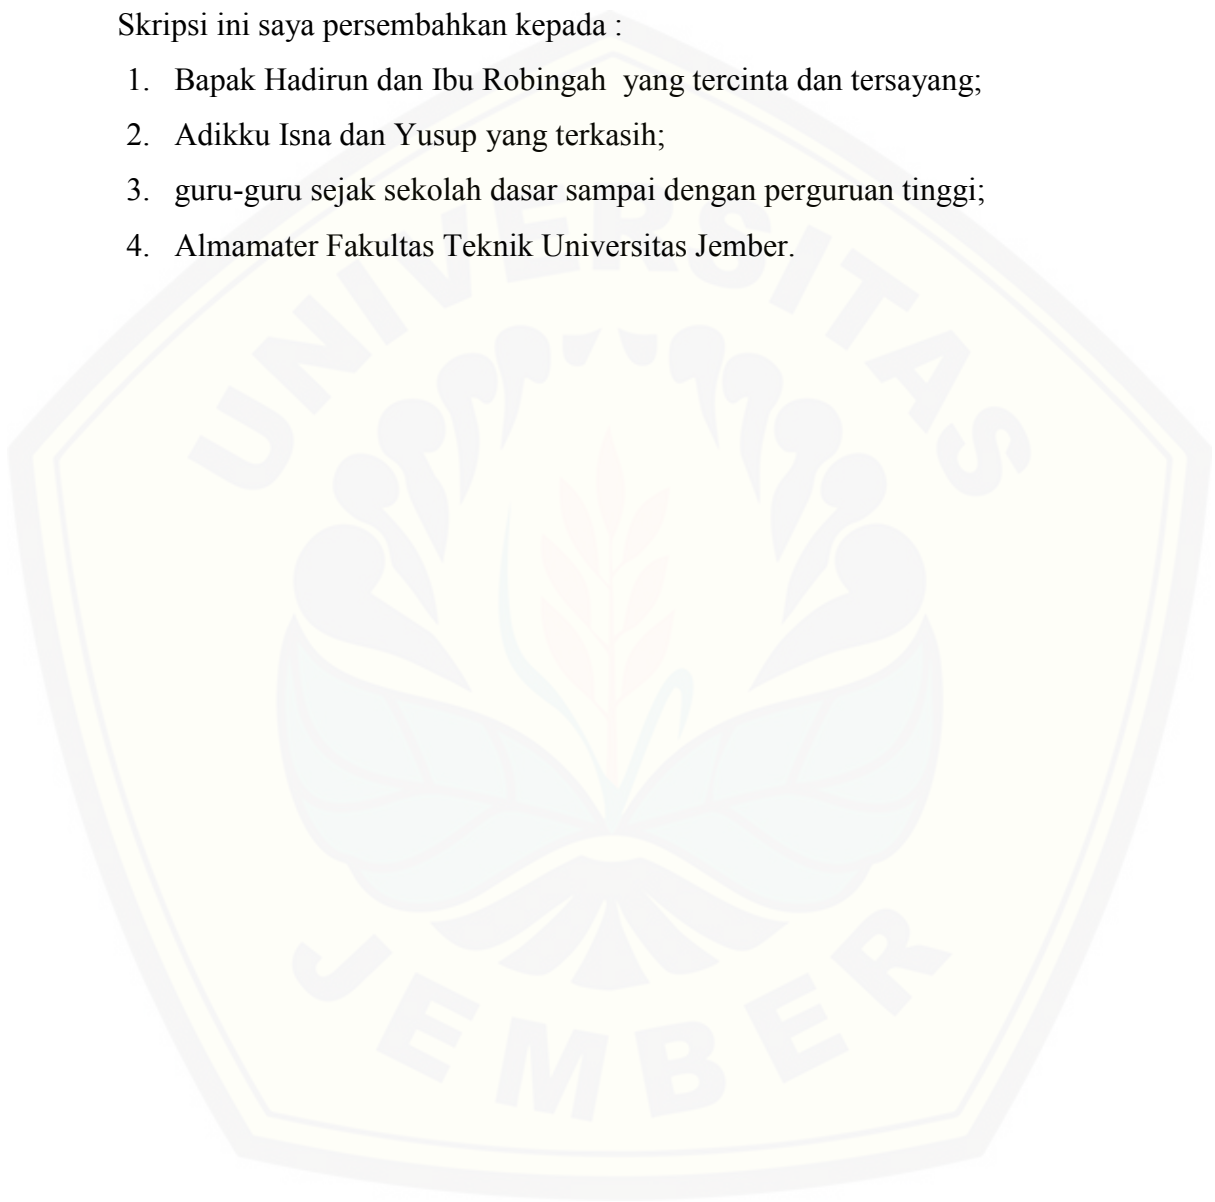 Skripsi ini saya persembahkan kepada :
1. Bapak Hadirun dan Ibu Robingah yang tercinta dan tersayang;
2. Adikku Isna dan Yusup yang terkasih;
3. guru-guru sejak sekolah dasar sampai dengan perguruan tinggi;
4. Almamater Fakultas Teknik Universitas Jember.
UNIVERSITAS
JEMBER